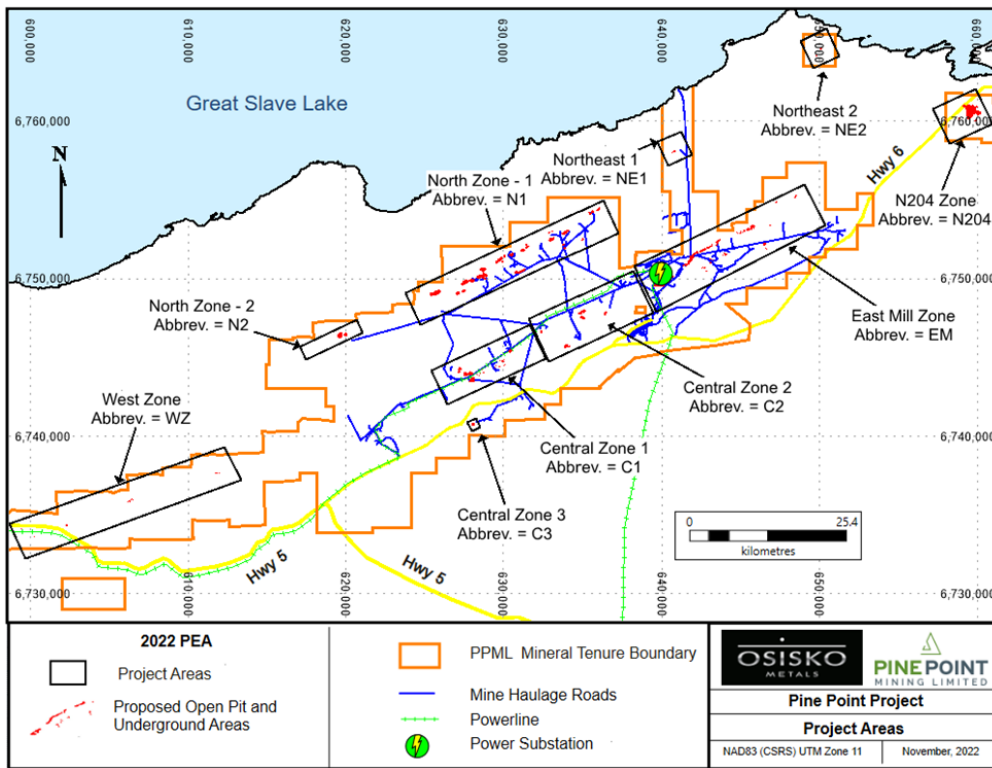 600,000
610,000
620,000
630,000
640,000
650,000
660,000
Great Slave Lake
6,760,000
6,760,000
N
Northeast 2
Abbrev. = NE2
Northeast 1
Abbrev. = NE1
Hwy 6
North Zone - 1
Abbrev. = N1
N204 Zone
Abbrev. = N204
6,750,000
6,750,000
North Zone - 2
Abbrev. = N2
East Mill Zone
Abbrev. = EM
West Zone
Abbrev. = WZ
Central Zone 2
Abbrev. = C2
6,740,000
6,740,000
Central Zone 1
Abbrev. = C1
Central Zone 3
Abbrev. = C3
0 25.4
kilometres
Hwy 5
Hwy 5
6,730,000
6,730,000
610,000
620,000
630,000
640,000
650,000
2022 PEA
Project Areas
Proposed Open Pit and
Underground Areas
PPML Mineral Tenure Boundary
Mine Haulage Roads
Powerline
Power Substation
OSISKO
METALS
PINE POINT
MINING LIMITED
Pine Point Project
Project Areas
NAD83 (CSRS) UTM Zone 11
November, 2022